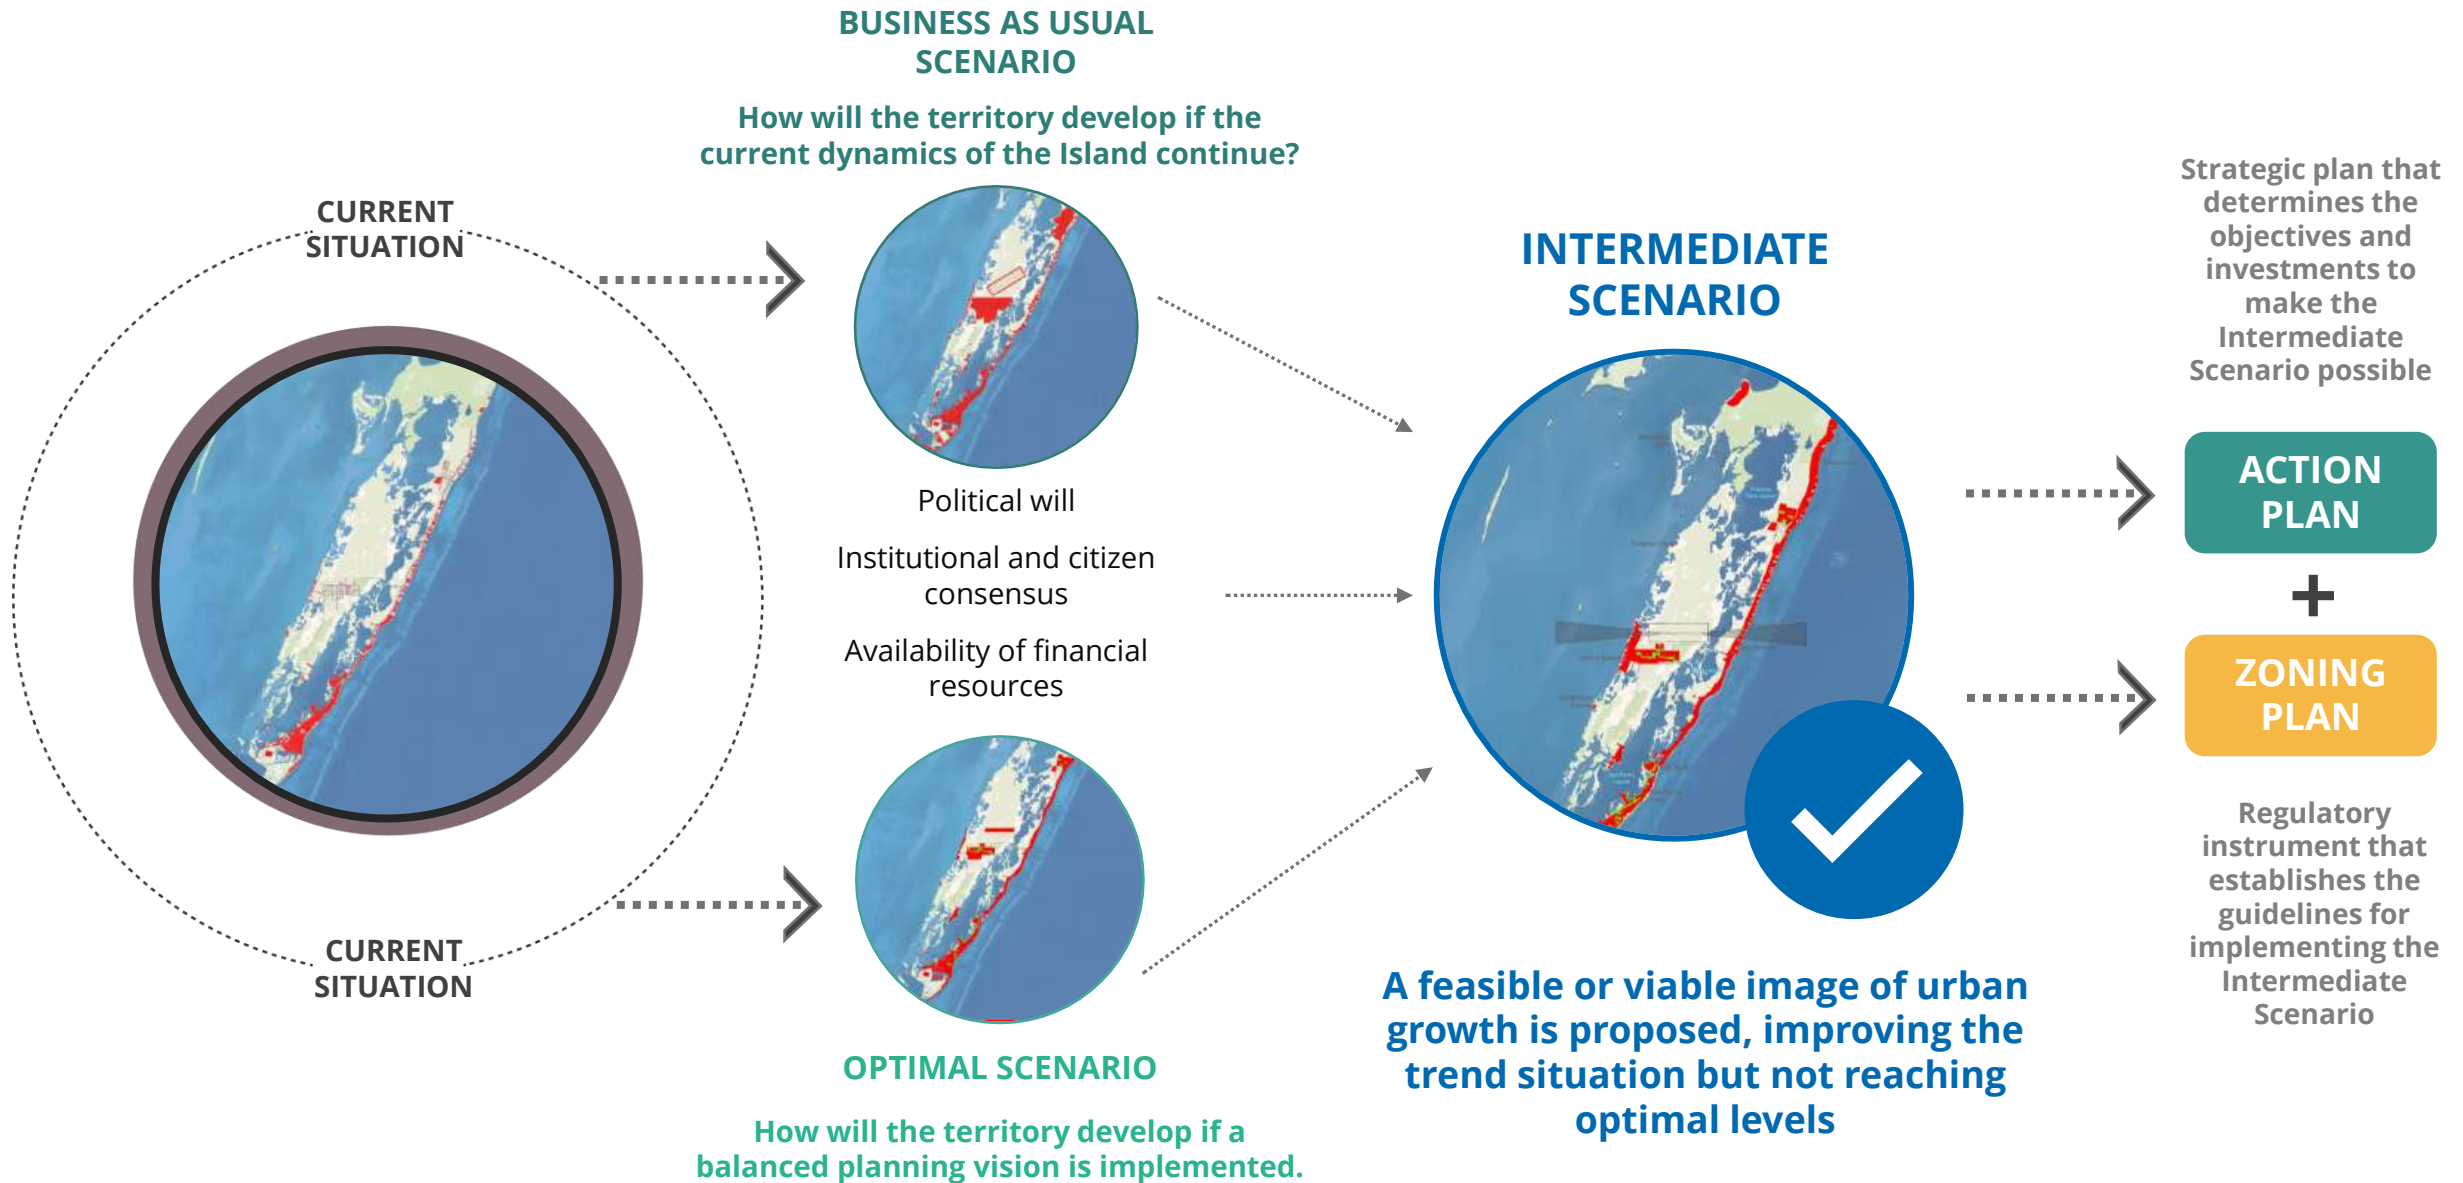 CURRENT
SITUATION
CURRENT
SITUATION
BUSINESS AS USUAL
SCENARIO
How will the territory develop if the
current dynamics of the Island continue?
Political will
Institutional and citizen
consensus
Availability of financial
resources
OPTIMAL SCENARIO
How will the territory develop if a
balanced planning vision is implemented.
INTERMEDIATE
SCENARIO
A feasible or viable image of urban
growth is proposed, improving the
trend situation but not reaching
optimal levels
Strategic plan that
determines the
objectives and
investments to
make the
Intermediate
Scenario possible
ACTION
PLAN
+
ZONING
PLAN
Regulatory
instrument that
establishes the
guidelines for
implementing the
Intermediate
Scenario